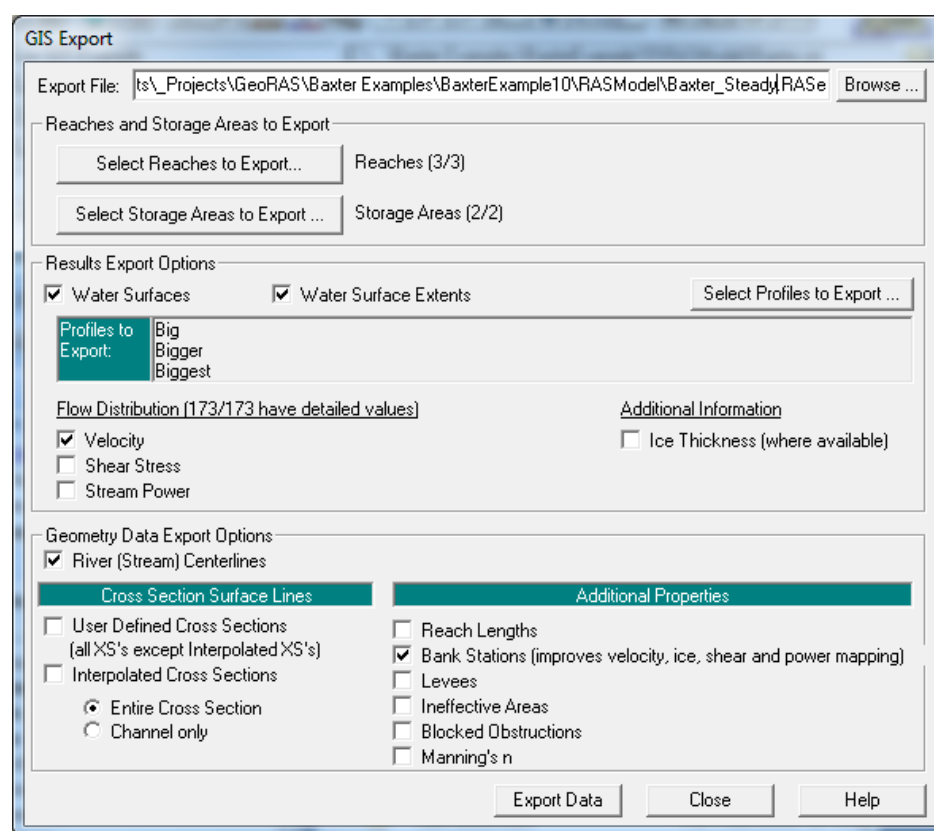 GIS Export
Export File: ts\_Projects\GeoRAS\Baxter Examples\BaxterExample10\RASModel\Baxter_Steady.RASe Browse ...
Reaches and Storage Areas to Export
Select Reaches to Export... Reaches (3/3)
Select Storage Areas to Export ... Storage Areas (2/2)
Results Export Options
Water Surfaces Water Surface Extents Select Profiles to Export ...
Profiles to Big
Export: Bigger
Biggest
Flow Distribution (173/173 have detailed values) Additional Information
Velocity Ice Thickness (where available)
Shear Stress
Stream Power
Geometry Data Export Options
River (Stream) Centerlines
Cross Section Surface Lines Additional Properties
User Defined Cross Sections Reach Lengths
(all XS's except Interpolated XS's) Bank Stations (improves velocity, ice, shear and power mapping)
Interpolated Cross Sections Levees
Entire Cross Section Ineffective Areas
Channel only Blocked Obstructions
Manning's n
Export Data Close Help